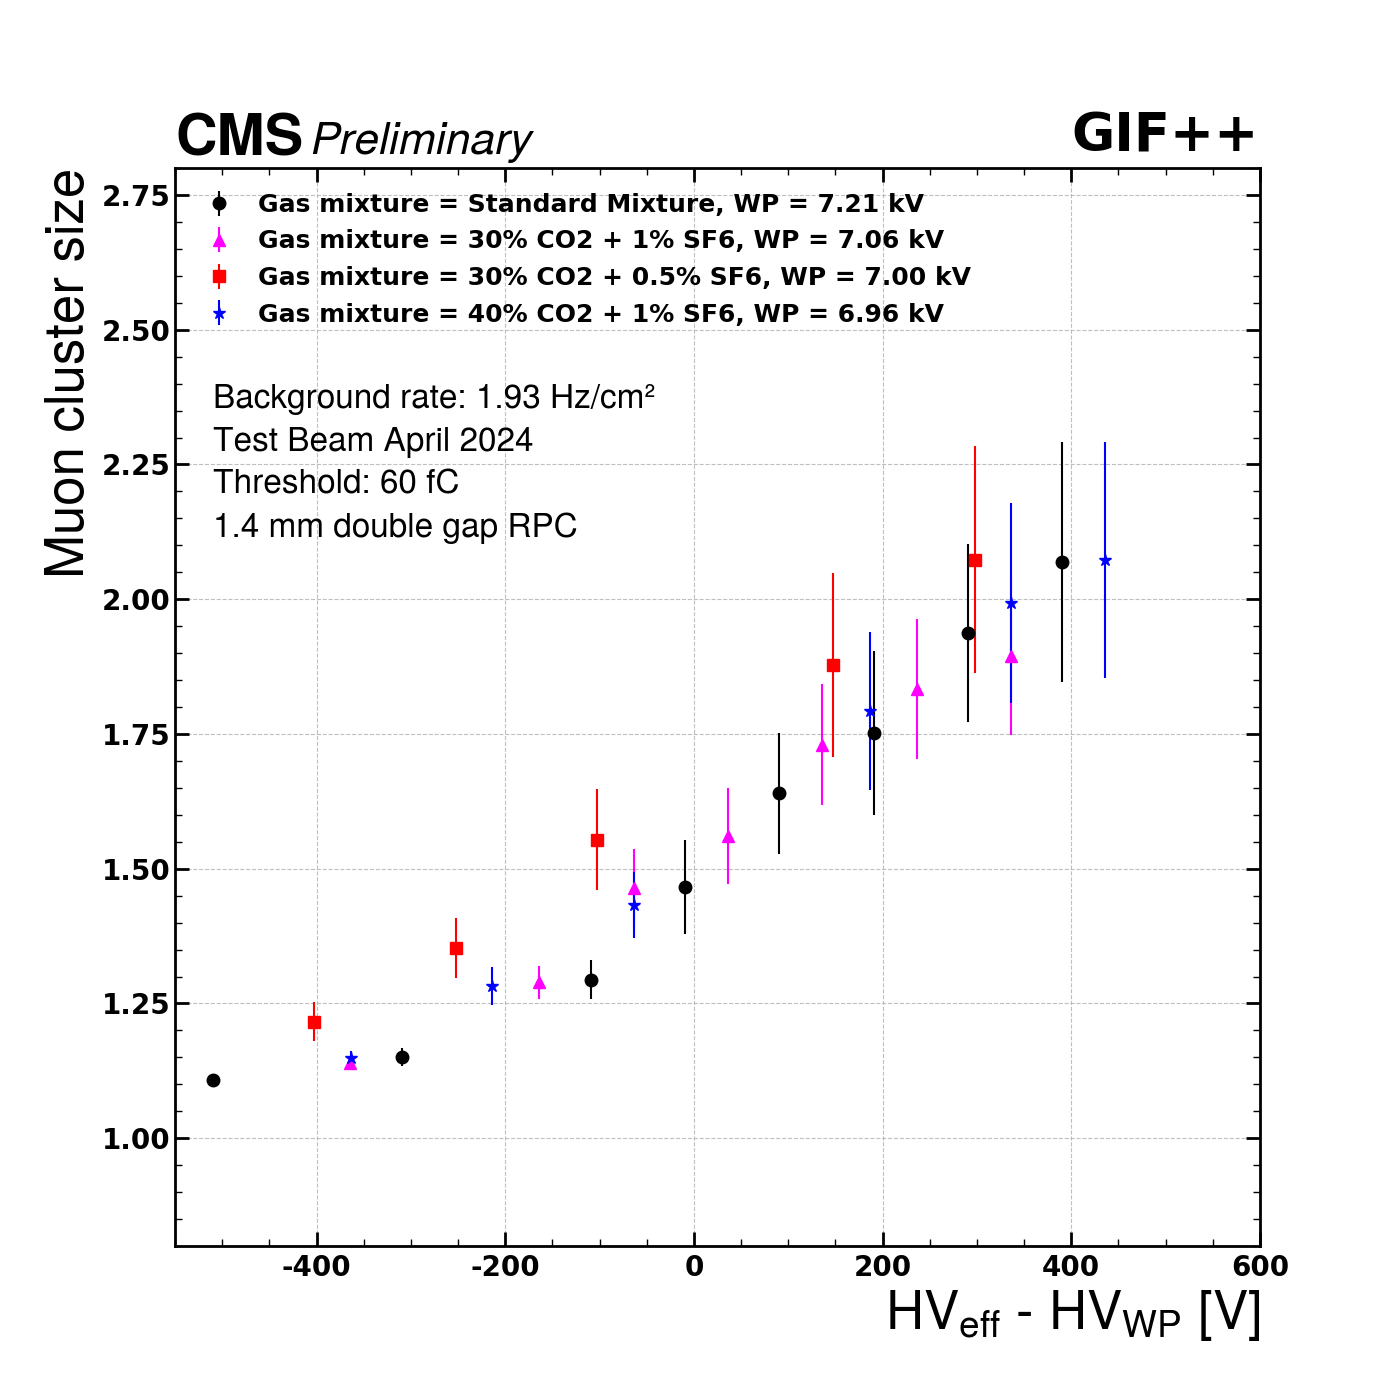 CMS Preliminary GIF++
Muon cluster size
Gas mixture = Standard Mixture, WP = 7.21 kV
Gas mixture = 30% CO2 + 1% SF6, WP = 7.06 kV
Gas mixture = 30% CO2 + 0.5% SF6, WP = 7.00 kV
Gas mixture = 40% CO2 + 1% SF6, WP = 6.96 kV
Background rate: 1.93 Hz/cm²
Test Beam April 2024
Threshold: 60 fC
1.4 mm double gap RPC
2.75
2.50
2.25
2.00
1.75
1.50
1.25
1.00
-400 -200 0 200 400 600
HVeff - HVWP [V]